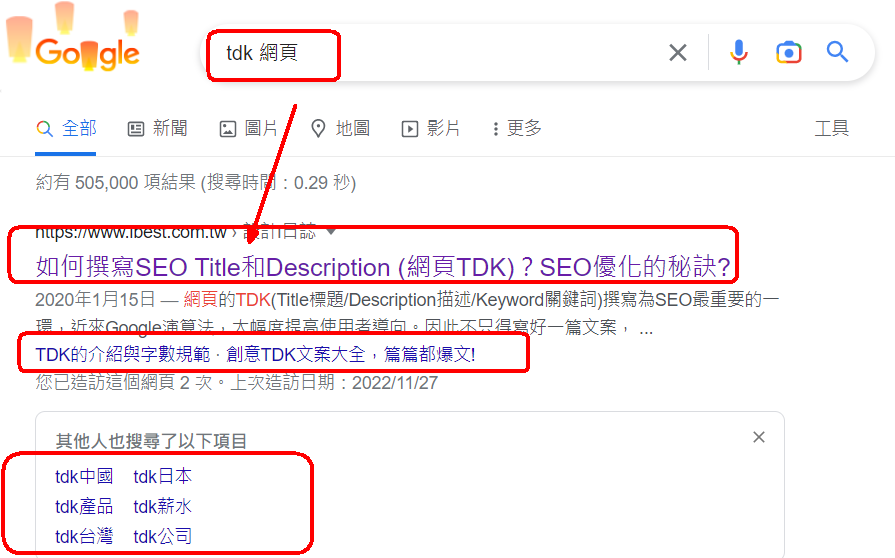 Google
tdk 網頁
全部 新聞 圖片 地圖 影片 更多 工具
約有 505,000 項結果 (搜尋時間：0.29 秒)
https://www.ibest.com.tw › 設計日誌
如何撰寫SEO Title和Description (網頁TDK)？SEO優化的秘訣?
2020年1月15日 — 網頁的TDK(Title標題/Description描述/Keyword關鍵詞)撰寫為SEO最重要的一
環，近來Google演算法，大幅度提高使用者導向。因此不只得寫好一篇文案， ...
TDK的介紹與字數規範 · 創意TDK文案大全，篇篇都爆文!
您已造訪這個網頁 2 次。上次造訪日期：2022/11/27
其他人也搜尋了以下項目
tdk中國 tdk日本
tdk產品 tdk薪水
tdk台灣 tdk公司